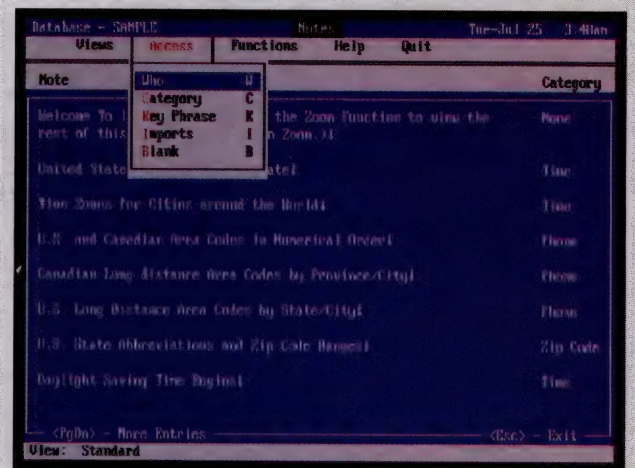 Database - SAMPLE Notes Tue-Jul 25 3:40am
Views Access Functions Help Quit
Note Category
Who W
Category C
Key Phrase K
Imports I
Blank B
Welcome To the Zoom Function to view the None
rest of this n Zoom.)
United State Time
Time Zones for Cities around the World Time
U.S. and Canadian Area Codes in Numerical Order Phone
Canadian Long distance Area Codes by Province/City Phone
U.S. Long Distance Area Codes by State/City Phone
U.S. State Abbreviations and Zip Code Ranges Zip Code
Daylight Saving Time Begins Time
<PgDn> - More Entries <Esc> - Exit
View: Standard